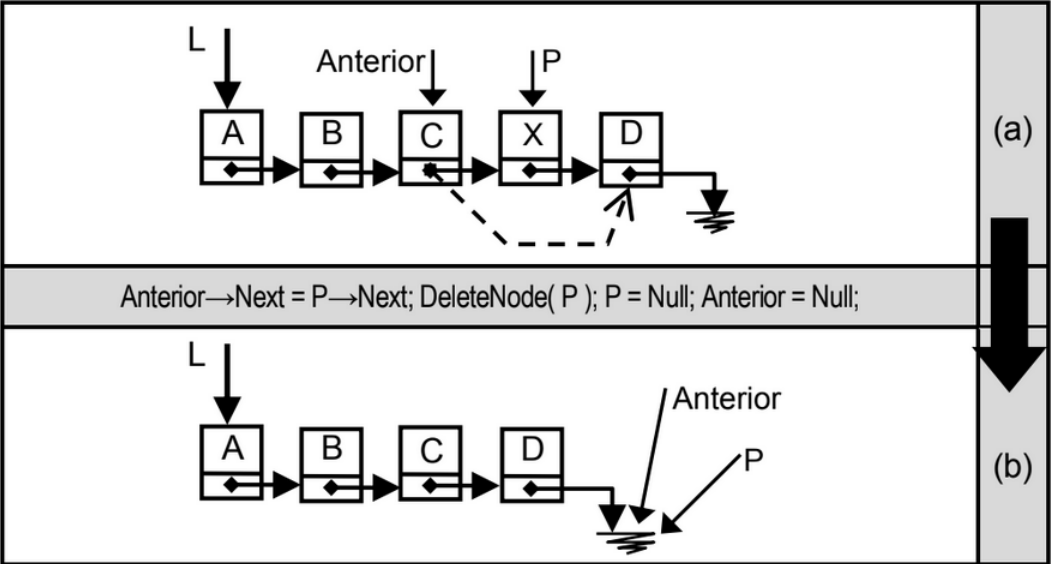 L
Anterior P
A B C X D
(a)
Anterior→Next = P→Next; DeleteNode( P ); P = Null; Anterior = Null;
L
Anterior
A B C D P
(b)